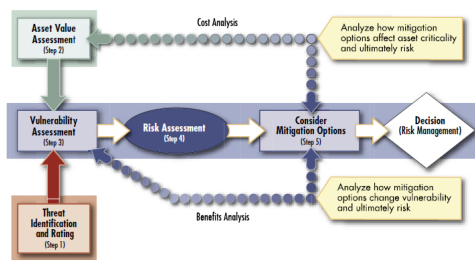 Cost Analysis
Asset Value
Assessment
(Step 2)
Analyze how mitigation
options affect asset criticality
and ultimately risk
Vulnerability
Assessment
(Step 3)
Risk Assessment
(Step 4)
Consider
Mitigation Options
(Step 5)
Decision
(Risk Management)
Benefits Analysis
Analyze how mitigation
options change vulnerability
and ultimately risk
Threat
Identification
and Rating
(Step 1)